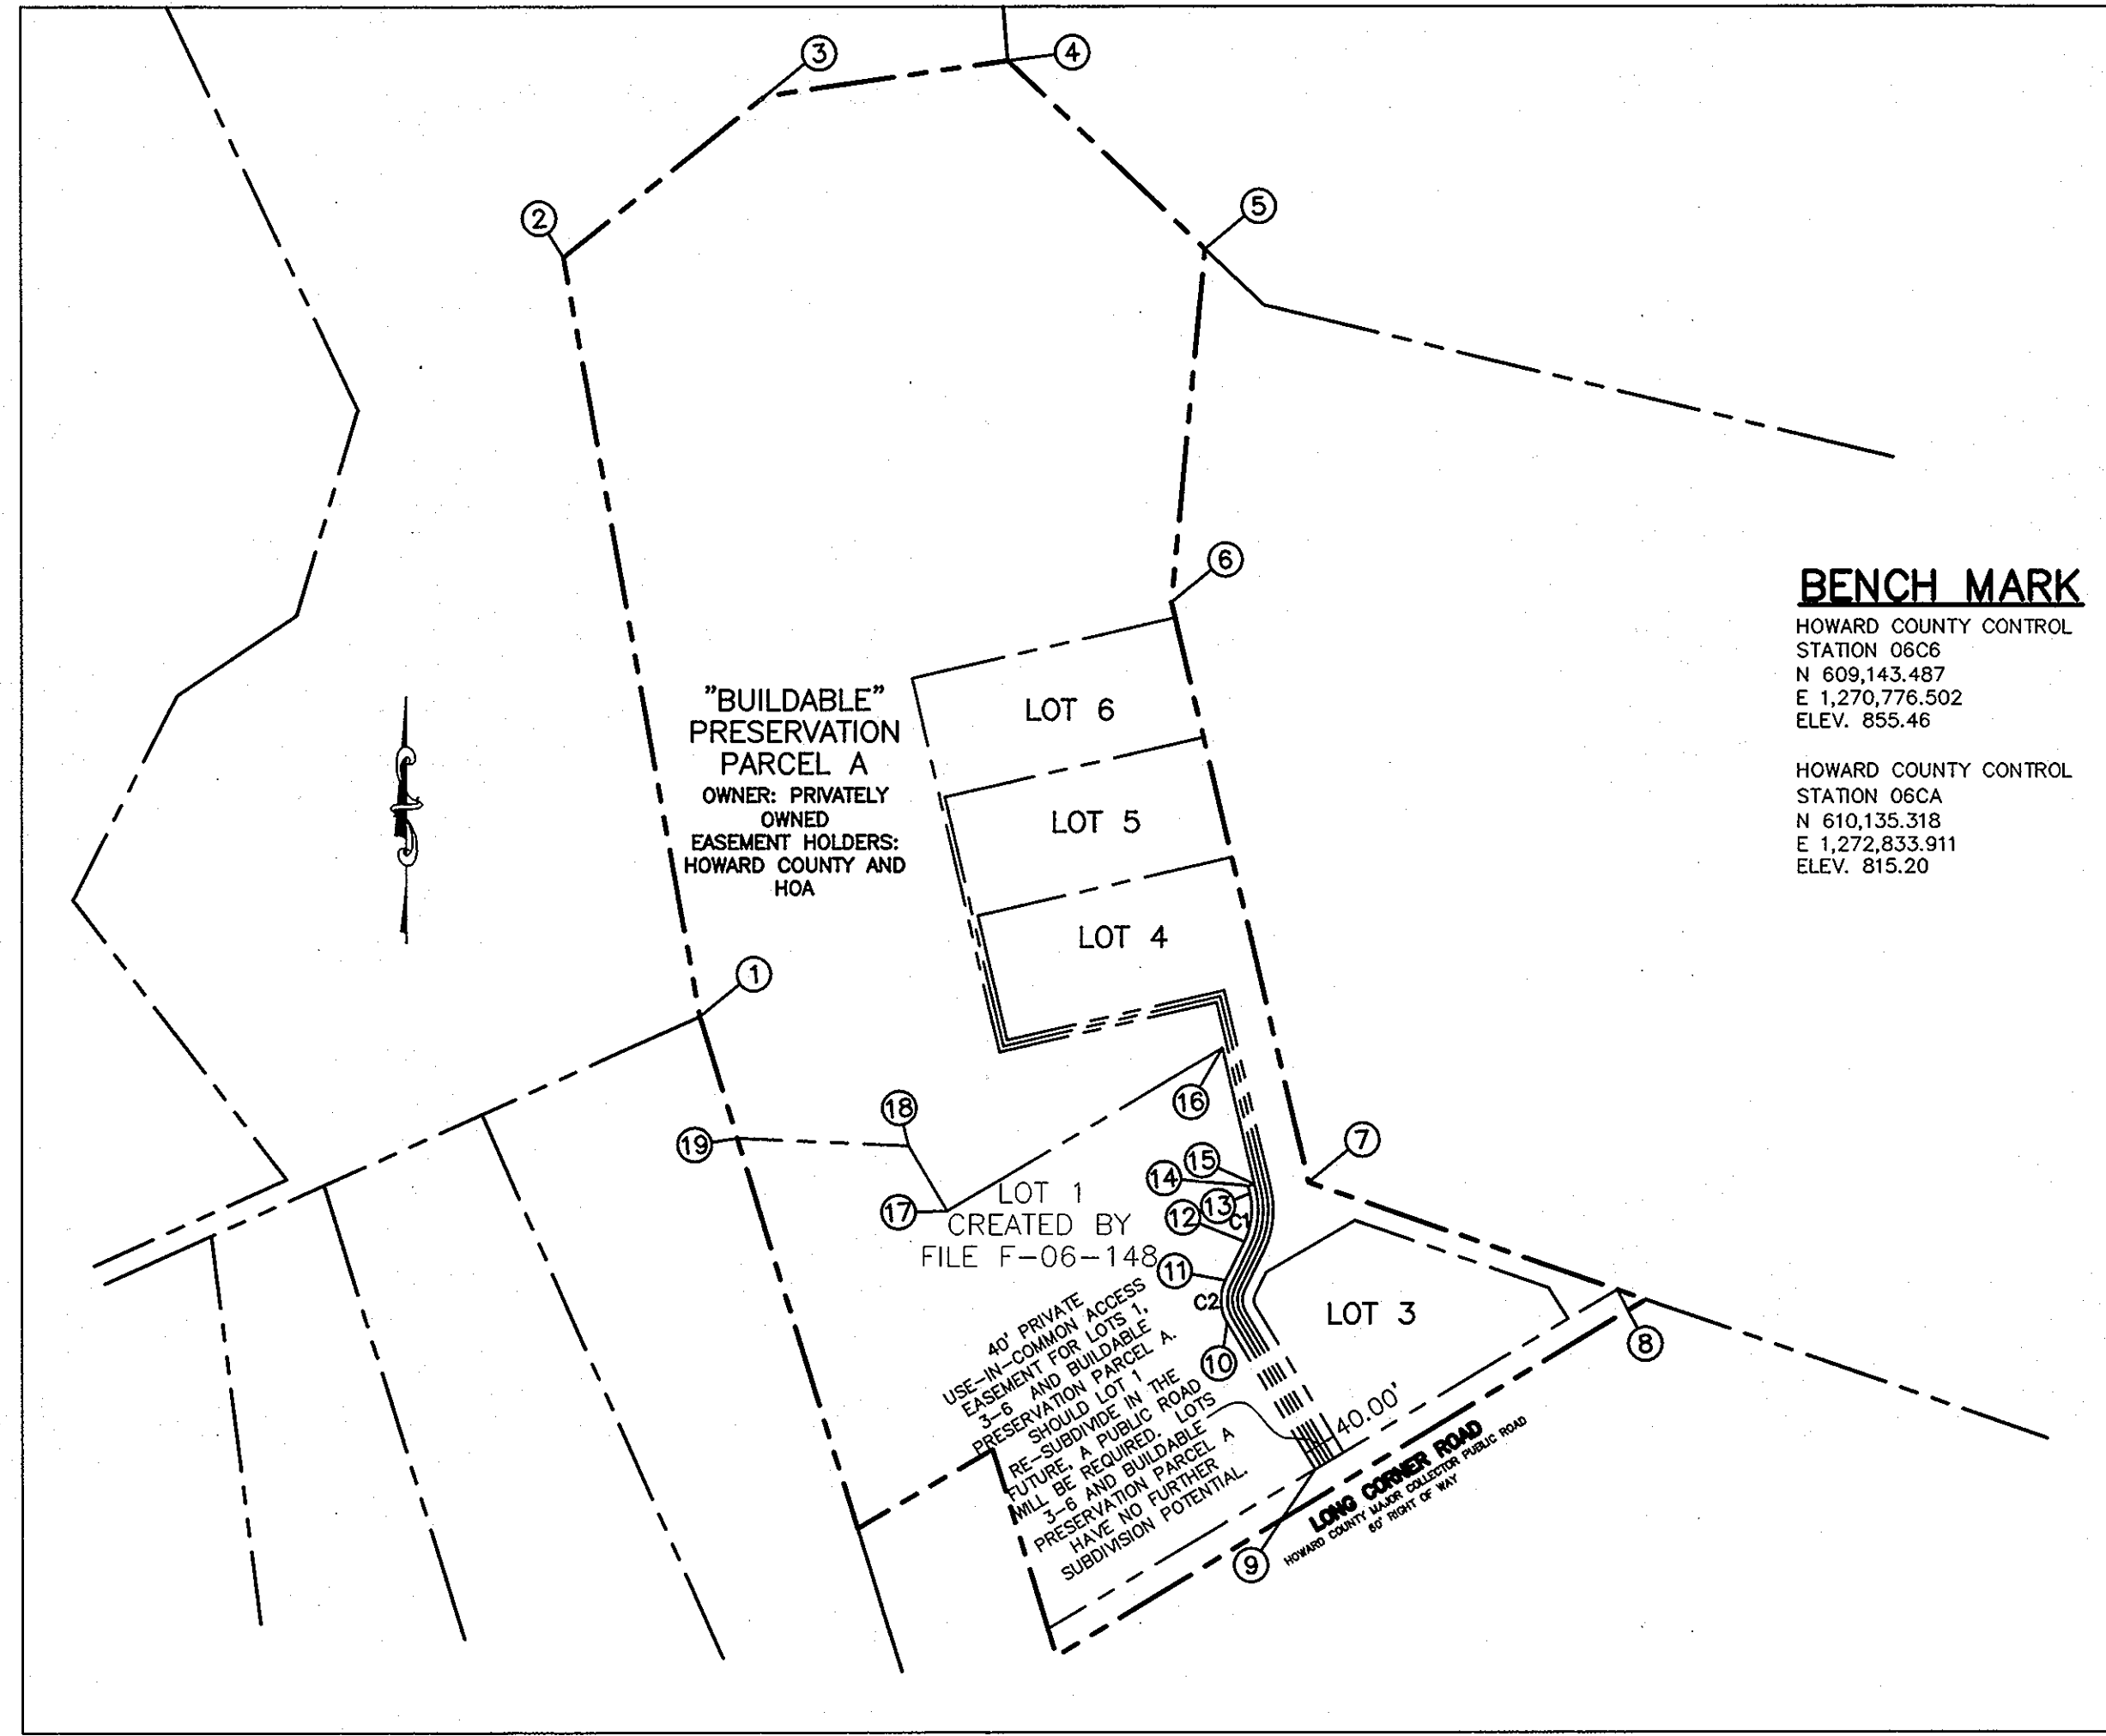 3
4
2
5
6
BENCH MARK
HOWARD COUNTY CONTROL
STATION 06C6
N 609,143.487
E 1,270,776.502
ELEV. 855.46
HOWARD COUNTY CONTROL
STATION 06CA
N 610,135.318
E 1,272,833.911
ELEV. 815.20
"BUILDABLE"
PRESERVATION
PARCEL A
OWNER: PRIVATELY
OWNED
EASEMENT HOLDERS:
HOWARD COUNTY AND
HOA
LOT 6
LOT 5
LOT 4
1
16
18
19
7
15
14
13
17
12
C1
LOT 1
CREATED BY
FILE F-06-148
11
C2
LOT 3
8
10
40' PRIVATE
USE-IN-COMMON ACCESS
EASEMENT FOR LOTS 1,
3-6 AND BUILDABLE
PRESERVATION PARCEL A.
SHOULD LOT 1
RE-SUBDIVIDE IN THE
FUTURE, A PUBLIC ROAD
WILL BE REQUIRED. LOTS
3-6 AND BUILDABLE
PRESERVATION PARCEL A
HAVE NO FURTHER
SUBDIVISION POTENTIAL.
40.00'
LONG CORNER ROAD
HOWARD COUNTY MAJOR COLLECTOR PUBLIC ROAD
60' RIGHT OF WAY
9